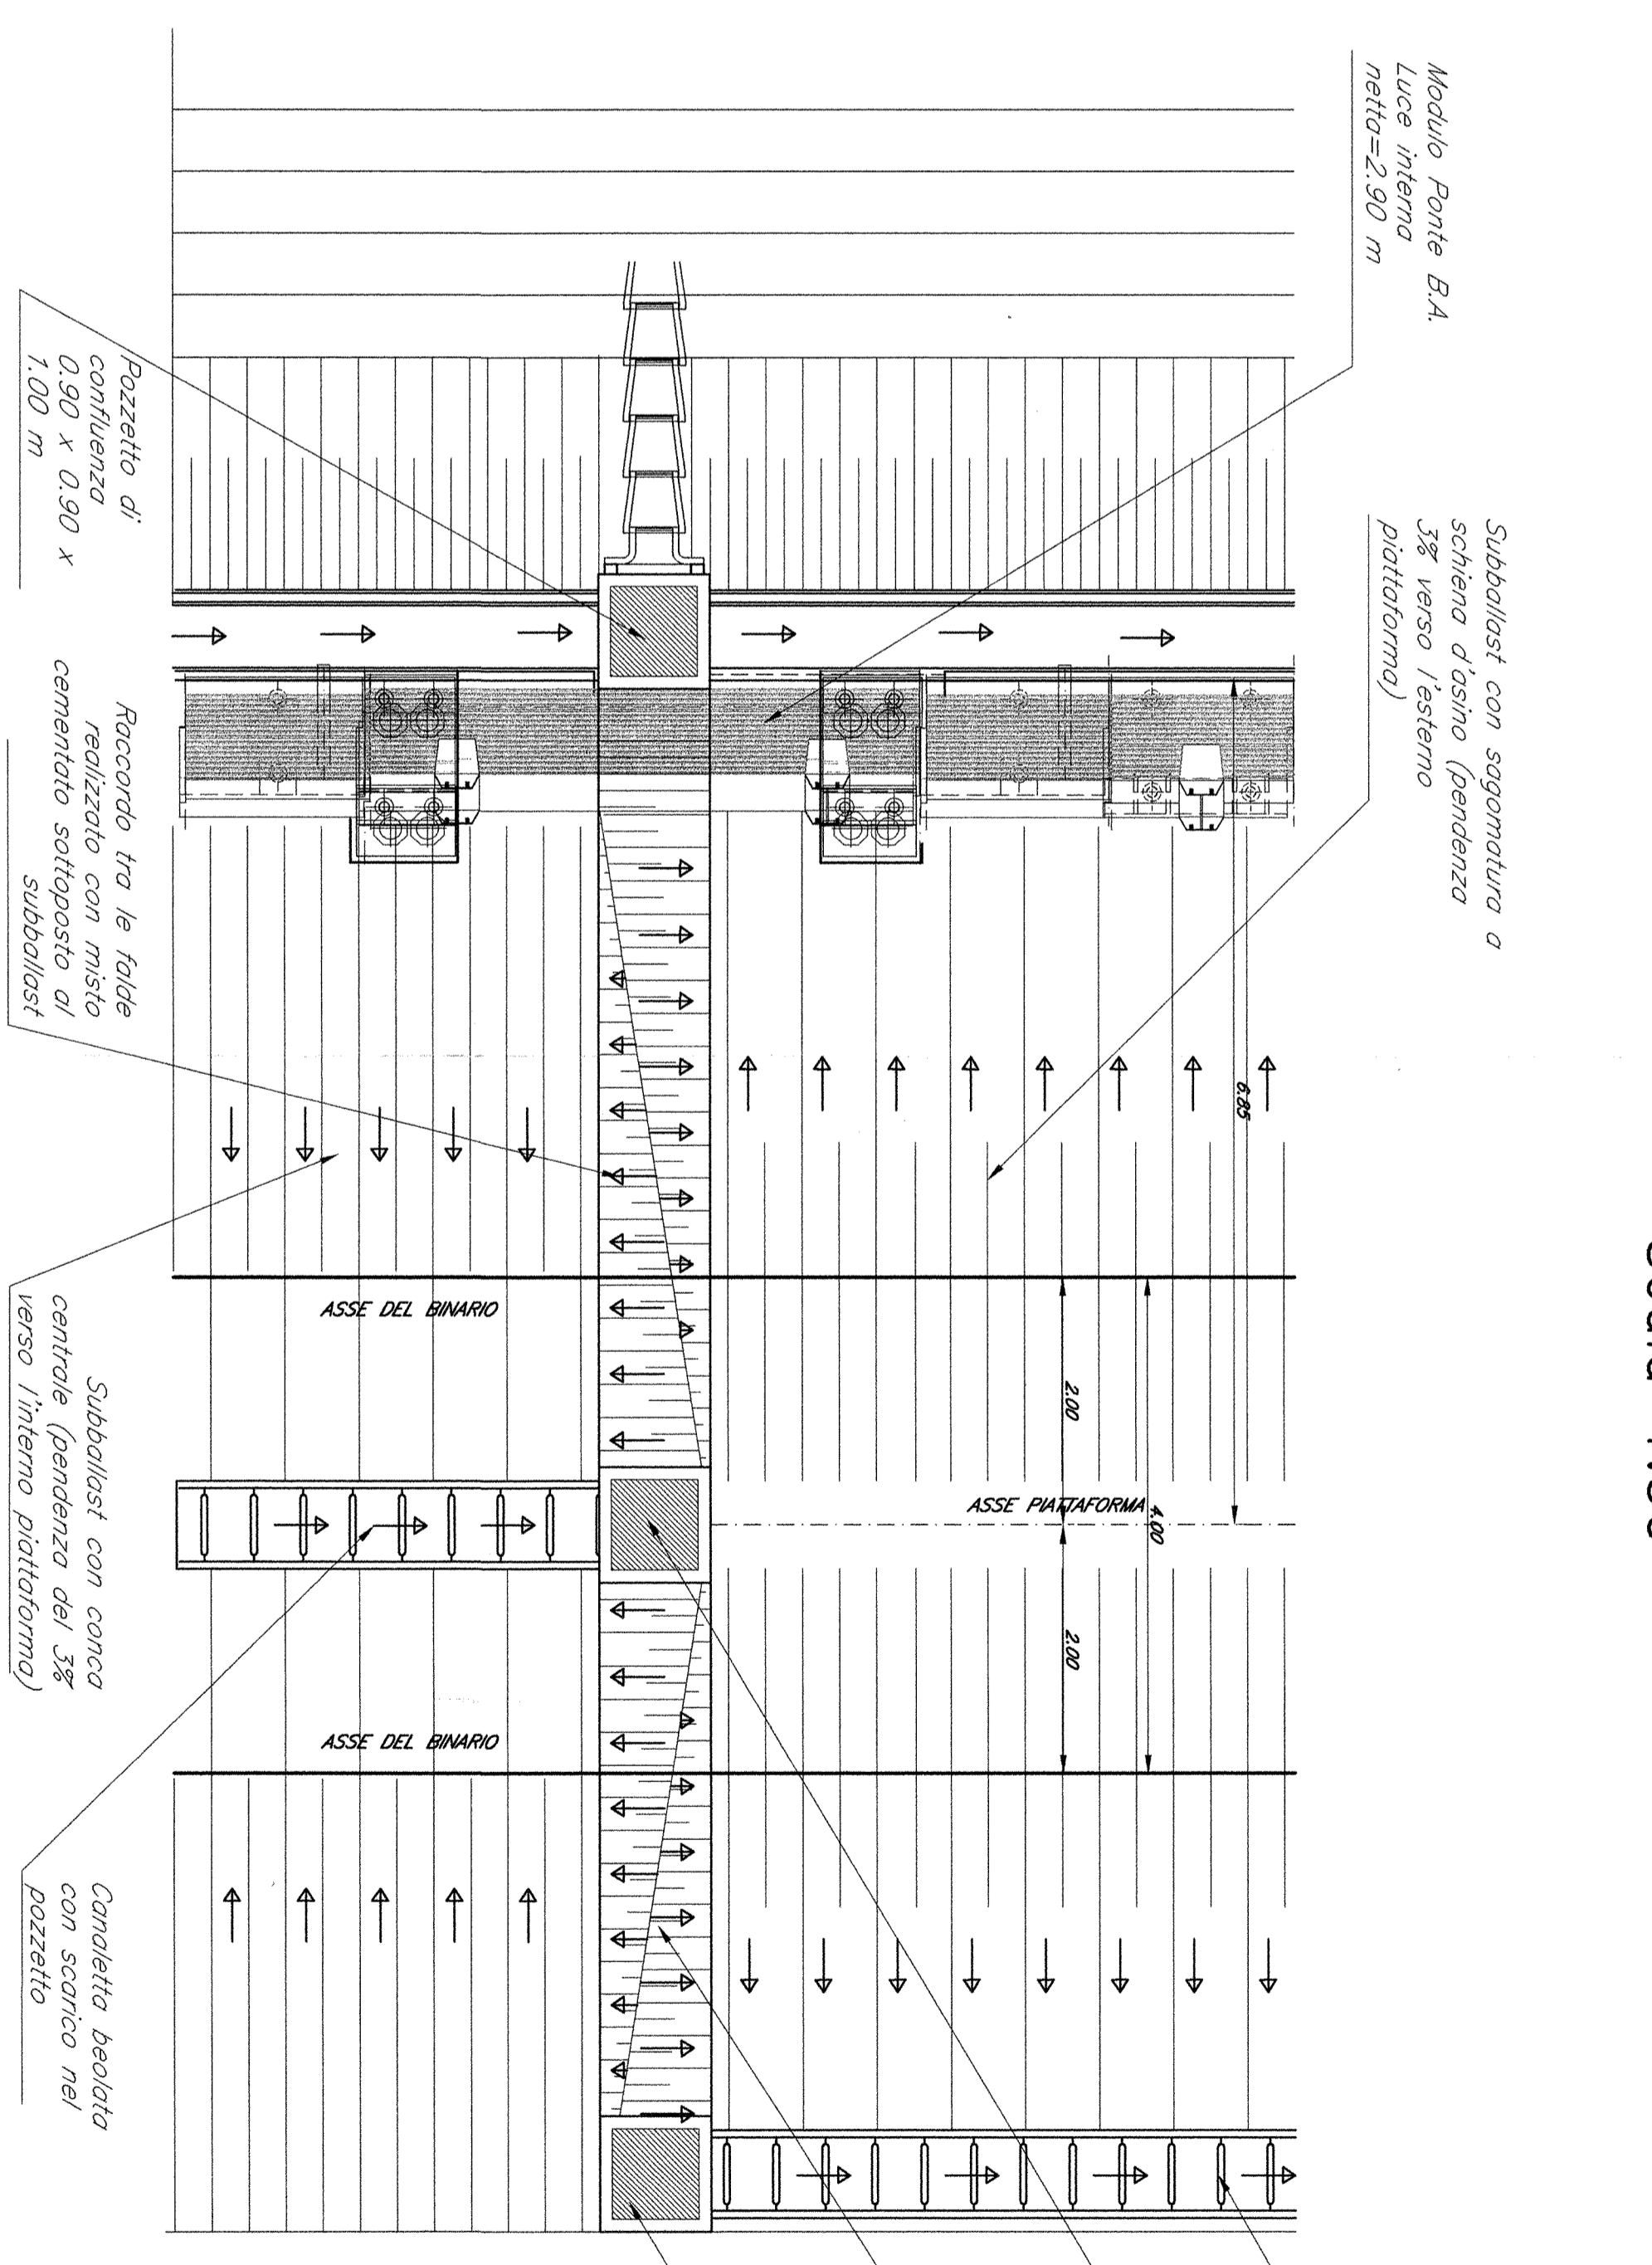 Modulo Ponte B.A.
Luce interna
netta=2.90 m
Subballast con sagomatura a
schiena d'asino (pendenza
3% verso l'esterno
piattaforma)
Pozzetto di
confluenza
0.90 x 0.90 x
1.00 m
Raccordo tra le falde
realizzato con misto
cementato sottoposto al
subballast
6.85
ASSE DEL BINARIO
2.00
ASSE PIATTAFORMA
4.00
2.00
ASSE DEL BINARIO
Subballast con conca
centrale (pendenza del 3%
verso l'interno piattaforma)
Canaletta beolata
con scarico nel
pozzetto